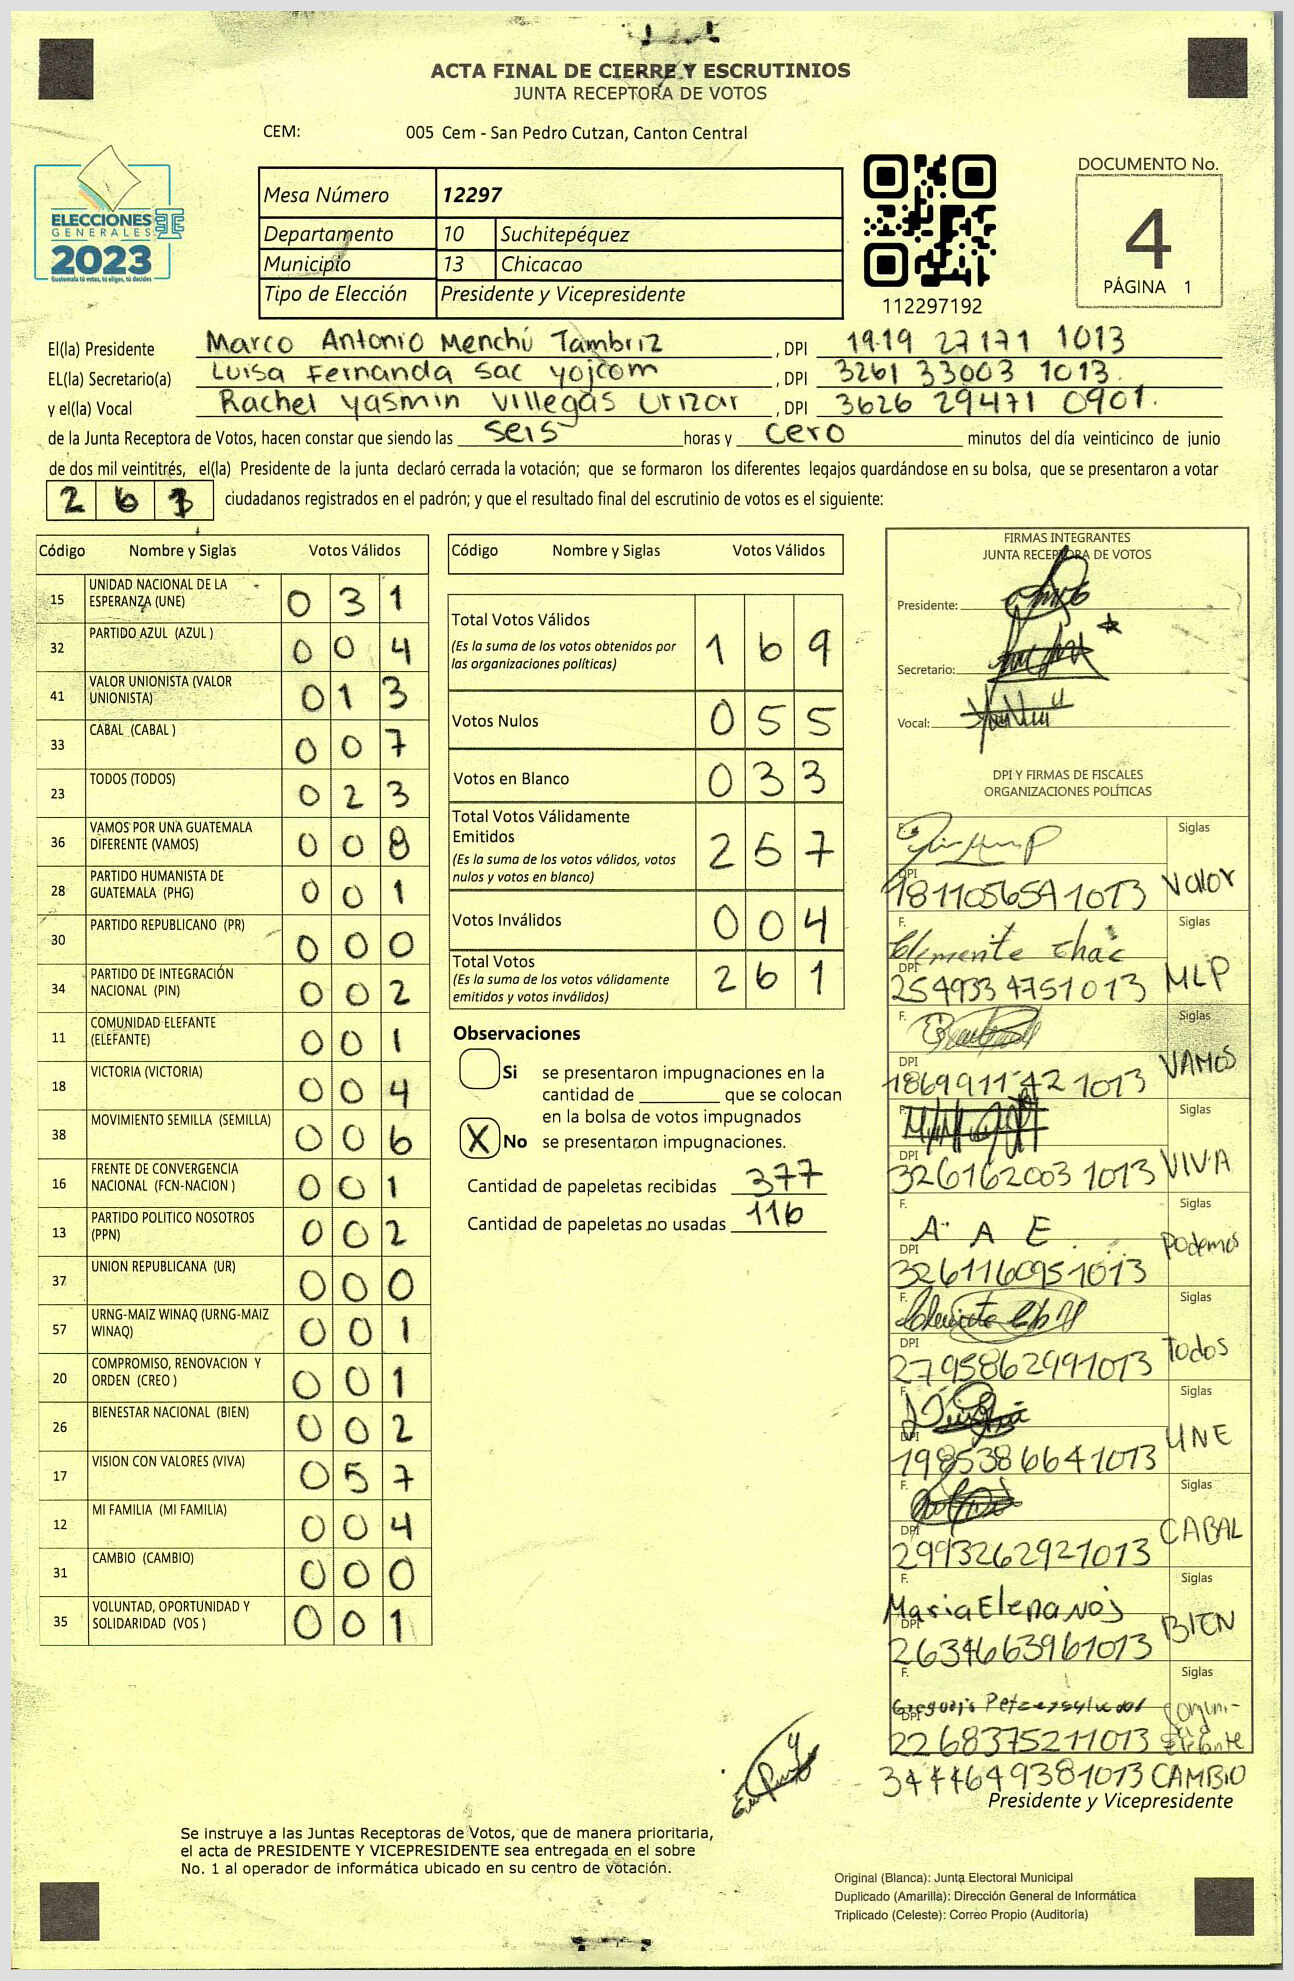 ACTA FINAL DE CIERRE Y ESCRUTINIOS
JUNTA RECEPTORA DE VOTOS
CEM: 005 Cem - San Pedro Cutzan, Canton Central
ELECCIONES
GENERALES
2023
Guatemala tú votas, tú eliges, tú decides
Mesa Número 12297
Departamento 10 Suchitepéquez
Municipio 13 Chicacao
Tipo de Elección Presidente y Vicepresidente
112297192
DOCUMENTO No.
4
PÁGINA 1
El(la) Presidente Marco Antonio Menchú Tambriz , DPI 1919 27171 1013
EL(la) Secretario(a) Luisa Fernanda Sac Yojcom , DPI 3261 33003 1013.
y el(la) Vocal Rachel Yasmin Villegas Urizar , DPI 3626 29471 0901.
de la Junta Receptora de Votos, hacen constar que siendo las seis horas y cero minutos del día veinticinco de junio
de dos mil veintitrés, el(la) Presidente de la junta declaró cerrada la votación; que se formaron los diferentes legajos guardándose en su bolsa, que se presentaron a votar
2 6 1 ciudadanos registrados en el padrón; y que el resultado final del escrutinio de votos es el siguiente:
Código Nombre y Siglas Votos Válidos
15 UNIDAD NACIONAL DE LA ESPERANZA (UNE) 0 3 1
32 PARTIDO AZUL (AZUL ) 0 0 4
41 VALOR UNIONISTA (VALOR UNIONISTA) 0 1 3
33 CABAL (CABAL ) 0 0 7
23 TODOS (TODOS) 0 2 3
36 VAMOS POR UNA GUATEMALA DIFERENTE (VAMOS) 0 0 8
28 PARTIDO HUMANISTA DE GUATEMALA (PHG) 0 0 1
30 PARTIDO REPUBLICANO (PR) 0 0 0
34 PARTIDO DE INTEGRACIÓN NACIONAL (PIN) 0 0 2
11 COMUNIDAD ELEFANTE (ELEFANTE) 0 0 1
18 VICTORIA (VICTORIA) 0 0 4
38 MOVIMIENTO SEMILLA (SEMILLA) 0 0 6
16 FRENTE DE CONVERGENCIA NACIONAL (FCN-NACION ) 0 0 1
13 PARTIDO POLITICO NOSOTROS (PPN) 0 0 2
37 UNION REPUBLICANA (UR) 0 0 0
57 URNG-MAIZ WINAQ (URNG-MAIZ WINAQ) 0 0 1
20 COMPROMISO, RENOVACION Y ORDEN (CREO ) 0 0 1
26 BIENESTAR NACIONAL (BIEN) 0 0 2
17 VISION CON VALORES (VIVA) 0 5 7
12 MI FAMILIA (MI FAMILIA) 0 0 4
31 CAMBIO (CAMBIO) 0 0 0
35 VOLUNTAD, OPORTUNIDAD Y SOLIDARIDAD (VOS ) 0 0 1
Código Nombre y Siglas Votos Válidos
Total Votos Válidos 1 6 9
(Es la suma de los votos obtenidos por las organizaciones políticas)
Votos Nulos 0 5 5
Votos en Blanco 0 3 3
Total Votos Válidamente Emitidos 2 5 7
(Es la suma de los votos válidos, votos nulos y votos en blanco)
Votos Inválidos 0 0 4
Total Votos 2 6 1
(Es la suma de los votos válidamente emitidos y votos inválidos)
Observaciones
Si se presentaron impugnaciones en la
cantidad de ________ que se colocan
en la bolsa de votos impugnados
X No se presentaron impugnaciones.
Cantidad de papeletas recibidas 377
Cantidad de papeletas no usadas 116
FIRMAS INTEGRANTES
JUNTA RECEPTORA DE VOTOS
Presidente:
Secretario:
Vocal:
DPI Y FIRMAS DE FISCALES
ORGANIZACIONES POLÍTICAS
F. Siglas
DPI 1811056591013 Valor
F. Clemente Chac Siglas
DPI 2549334751013 MLP
F. Siglas
DPI 1869911421013 VAMOS
F. Siglas
DPI 3261620031013 VIVA
F. A. A E Siglas
DPI 3261160951013 Podemos
F. Siglas
DPI 2795862991013 Todos
F. Siglas
DPI 1985386641013 UNE
F. Siglas
DPI 2993262921013 CABAL
F. Maria Elena Noj Siglas
DPI 2634663961013 BIEN
F. Siglas
DPI 2268375211013
3444649381013 CAMBIO
Presidente y Vicepresidente
Se instruye a las Juntas Receptoras de Votos, que de manera prioritaria,
el acta de PRESIDENTE Y VICEPRESIDENTE sea entregada en el sobre
No. 1 al operador de informática ubicado en su centro de votación.
Original (Blanca): Junta Electoral Municipal
Duplicado (Amarilla): Dirección General de Informática
Triplicado (Celeste): Correo Propio (Auditoría)